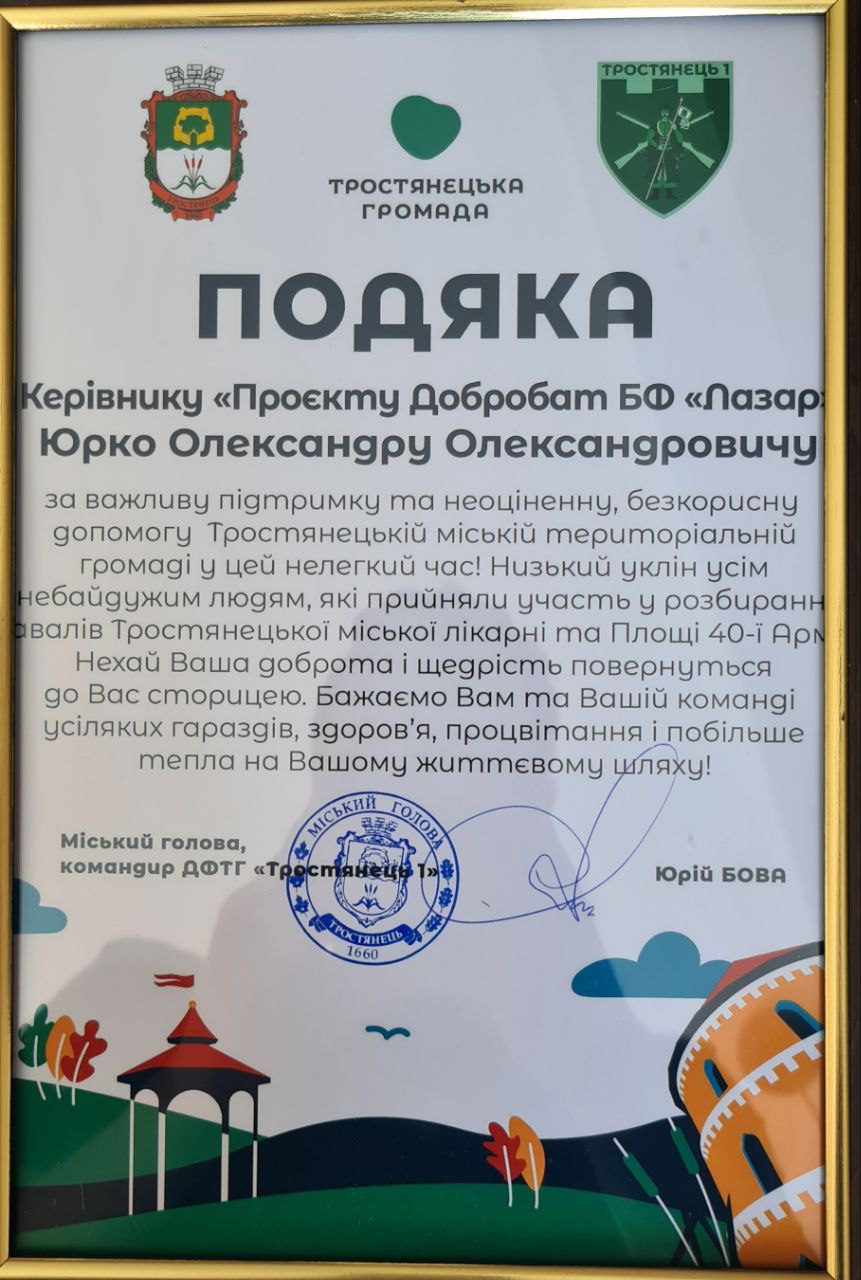 ТРОСТЯНЕЦЬ
ТРОСТЯНЕЦЬКА
ГРОМАДА
ТРОСТЯНЕЦЬ 1
ПОДЯКА
Керівнику «Проєкту Добробат БФ «Лазар»
Юрко Олександру Олександровичу
за важливу підтримку та неоціненну, безкорисну
допомогу Тростянецькій міській територіальній
громаді у цей нелегкий час! Низький уклін усім
небайдужим людям, які прийняли участь у розбиранн
авалів Тростянецької міської лікарні та Площі 40-ї Арм
Нехай Ваша доброта і щедрість повернуться
до Вас сторицею. Бажаємо Вам та Вашій команді
усіляких гараздів, здоров’я, процвітання і побільше
тепла на Вашому життєвому шляху!
Міський голова,
командир ДФТГ «Тростянець 1»
МІСЬКИЙ ГОЛОВА
ТРОСТЯНЕЦЬ
1660
Юрій БОВА